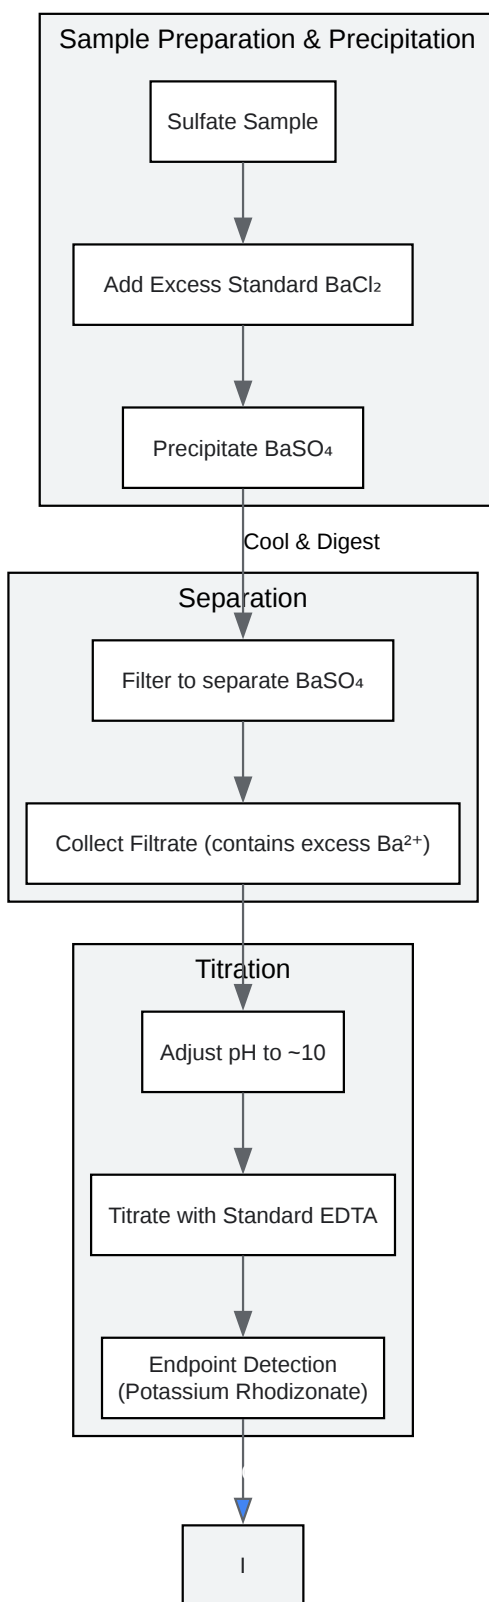 Sample Preparation & Precipitation
Sulfate Sample
Add Excess Standard BaCl₂
Precipitate BaSO₄
Cool & Digest
Separation
Filter to separate BaSO₄
Collect Filtrate (contains excess Ba²⁺)
Titration
Adjust pH to ~10
Titrate with Standard EDTA
Endpoint Detection
(Potassium Rhodizonate)
I